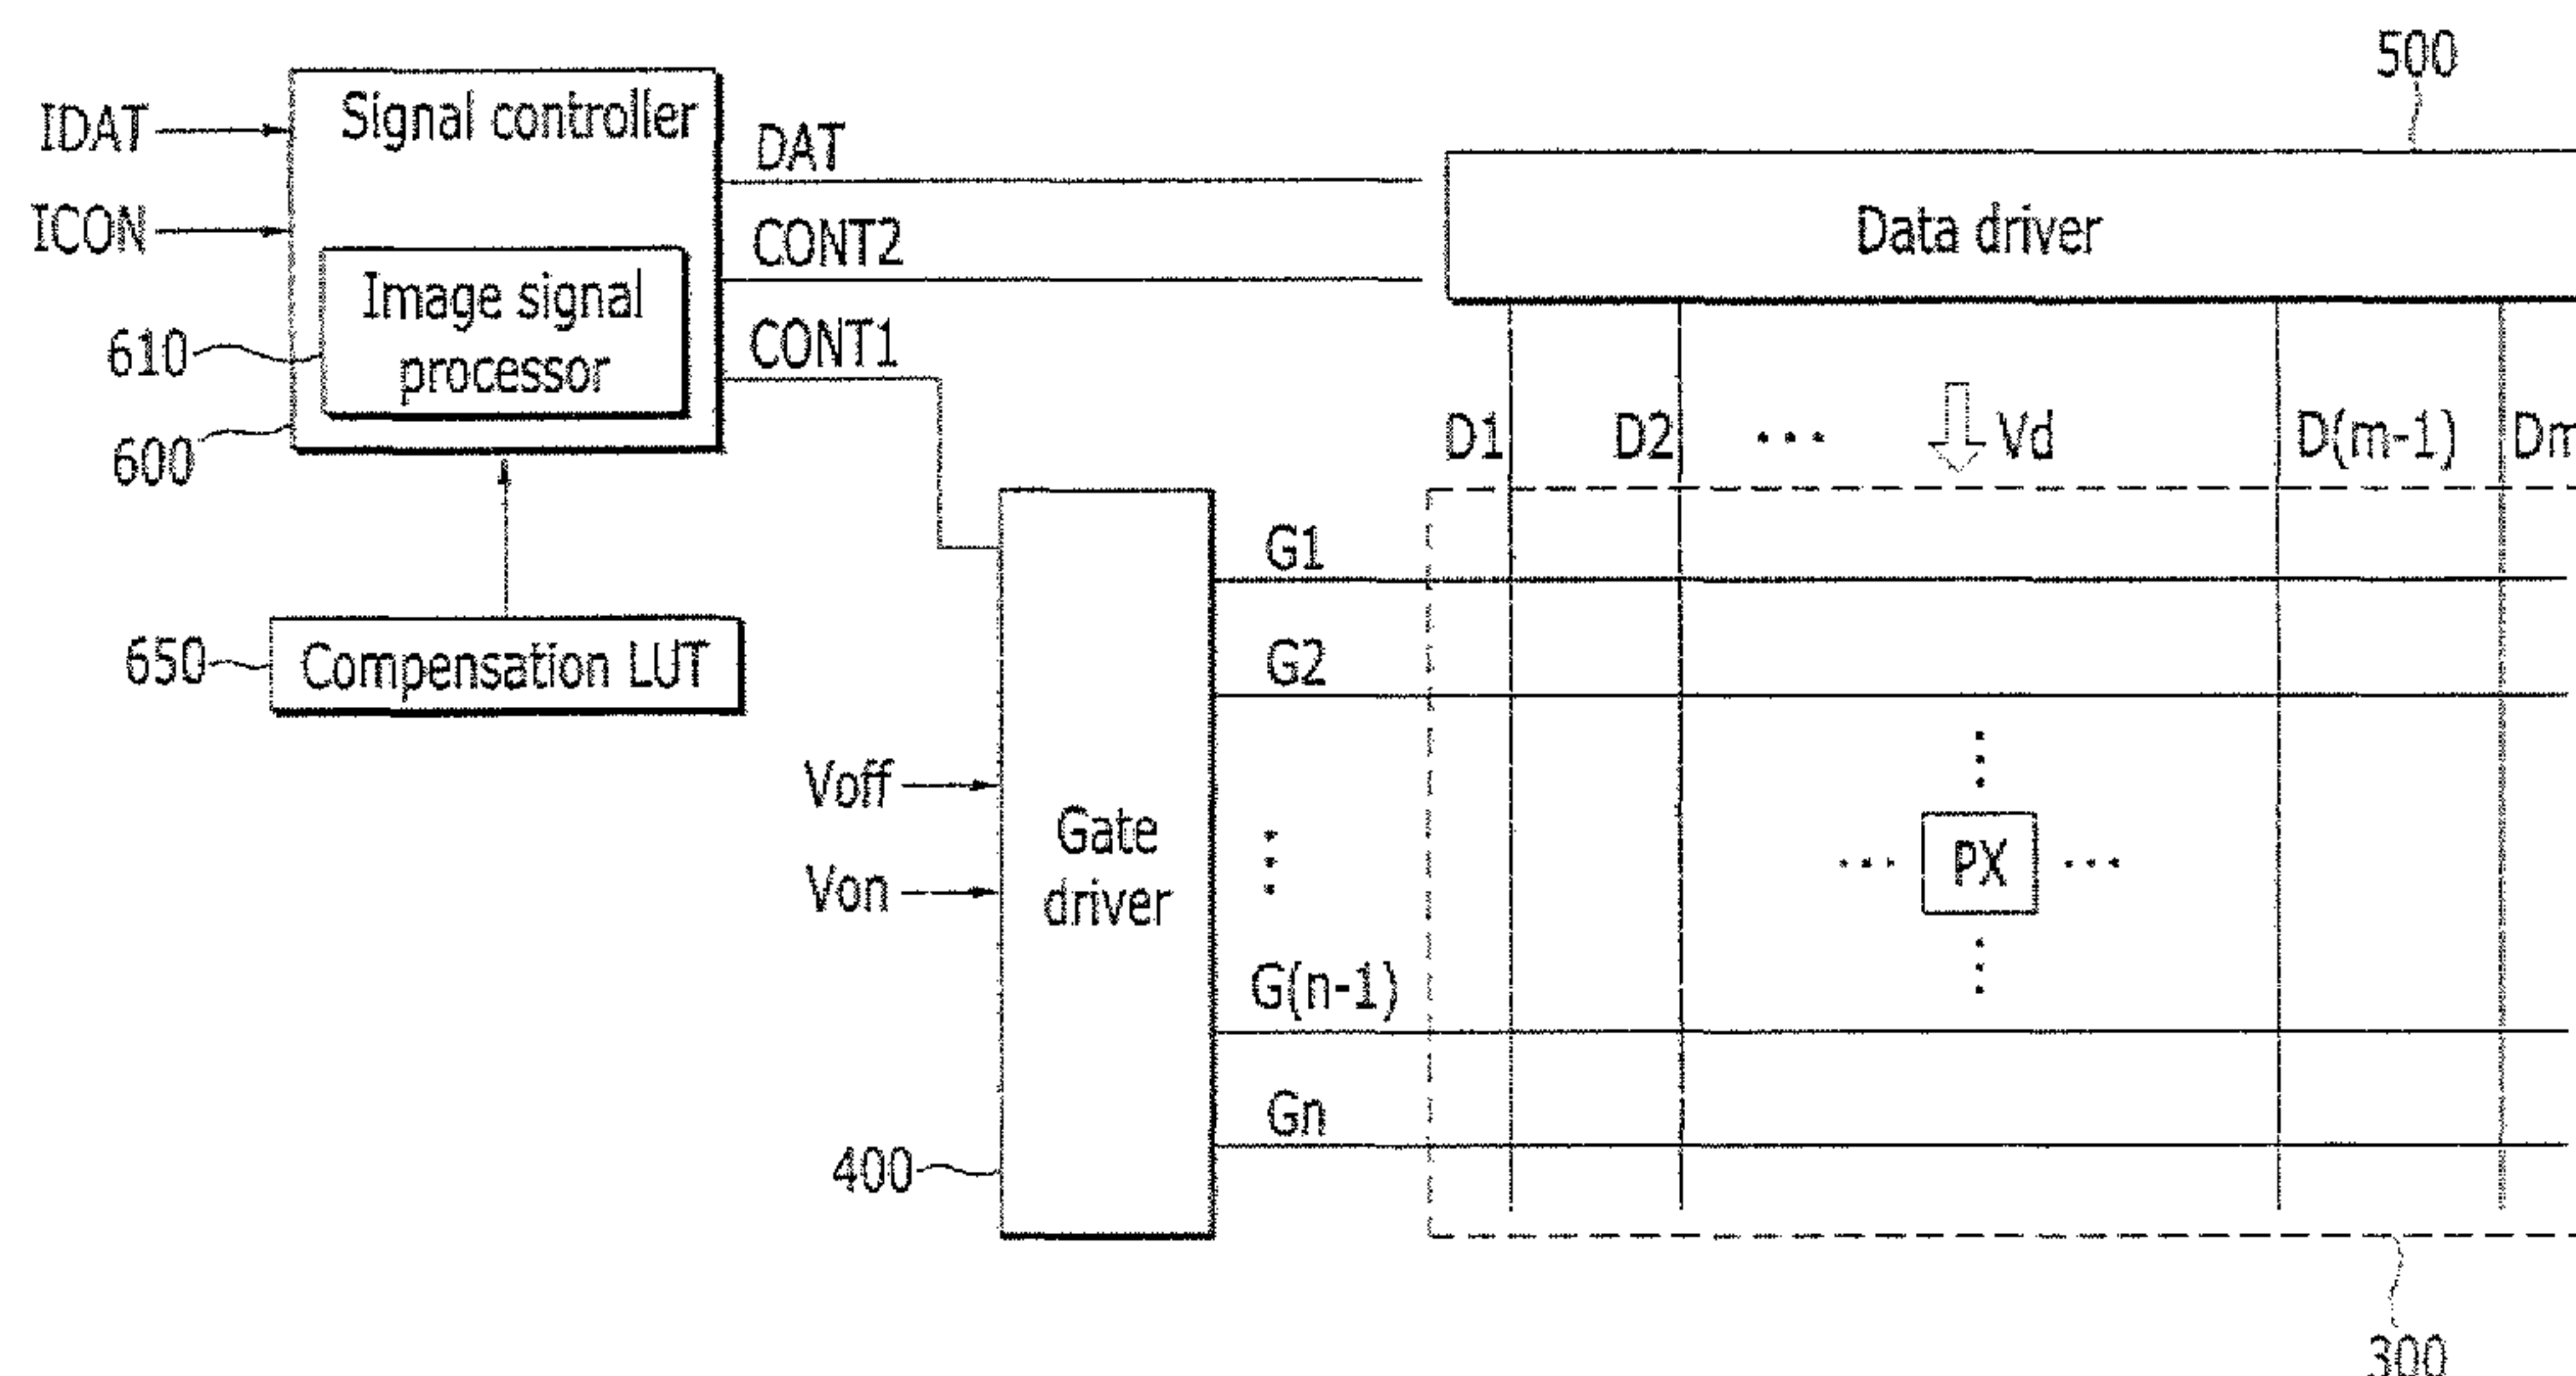 500
IDAT
Signal controller
DAT
ICON
CONT2
Data driver
Image signal
processor
610
CONT1
600
D1
D2
...
Vd
D(m-1)
Dm
G1
650
Compensation LUT
G2
Voff
Gate
driver
Von
... PX ...
G(n-1)
Gn
400
300